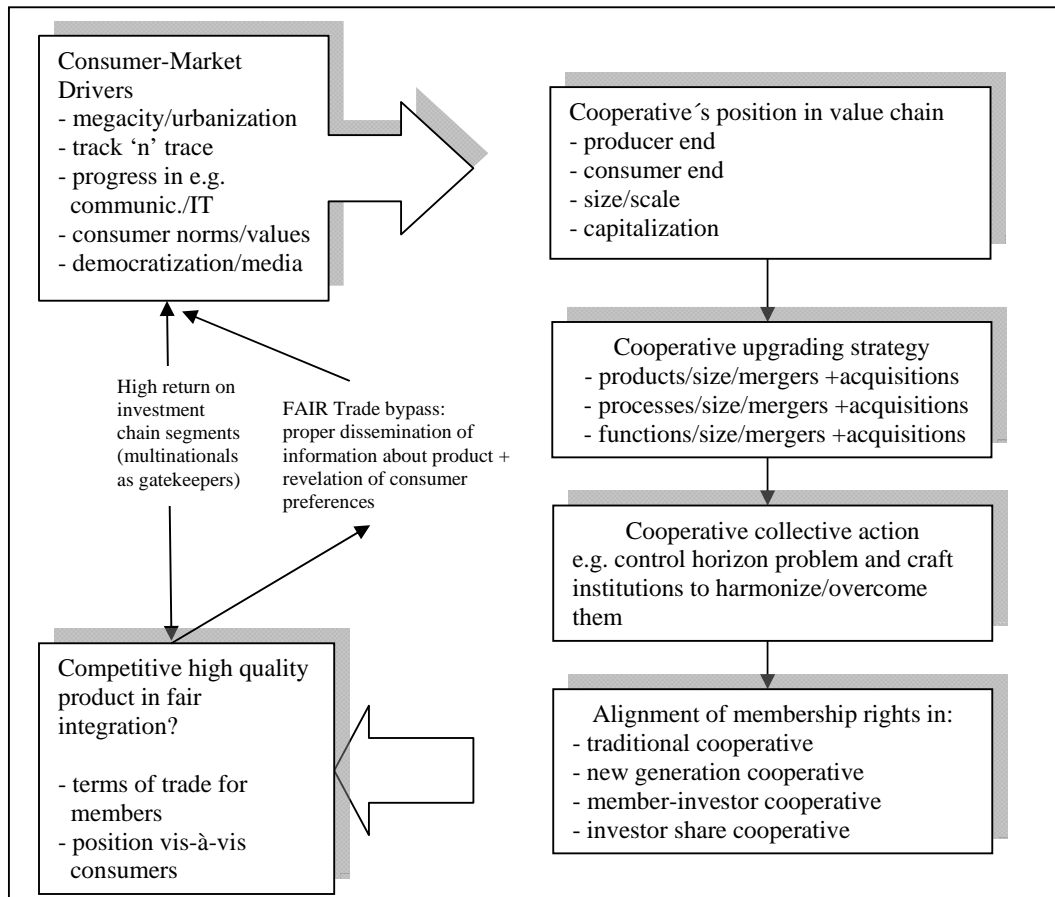 Consumer-Market
Drivers
- megacity/urbanization
- track ‘n’ trace
- progress in e.g.
communic./IT
- consumer norms/values
- democratization/media
Cooperative´s position in value chain
- producer end
- consumer end
- size/scale
- capitalization
Cooperative upgrading strategy
- products/size/mergers +acquisitions
- processes/size/mergers +acquisitions
- functions/size/mergers +acquisitions
High return on
investment
chain segments
(multinationals
as gatekeepers)
FAIR Trade bypass:
proper dissemination of
information about product +
revelation of consumer
preferences
Cooperative collective action
e.g. control horizon problem and craft
institutions to harmonize/overcome
them
Competitive high quality
product in fair
integration?
- terms of trade for
members
- position vis-à-vis
consumers
Alignment of membership rights in:
- traditional cooperative
- new generation cooperative
- member-investor cooperative
- investor share cooperative